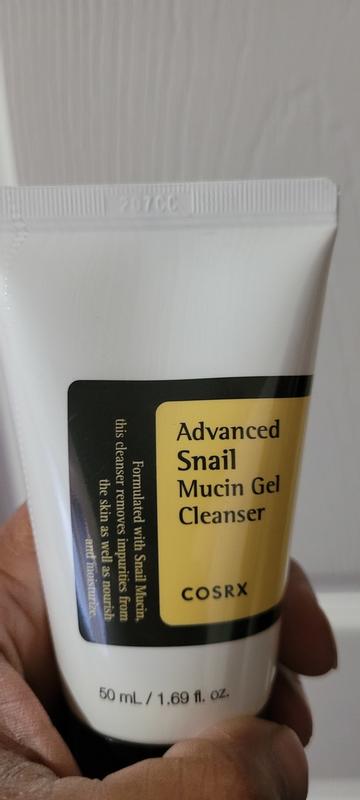 207CC
Advanced
Snail
Mucin Gel
Cleanser
COSRX
Formulated with Snail Mucin,
this cleanser removes impurities from
the skin as well as nourish
and moisturize.
50 mL / 1.69 fl. oz.